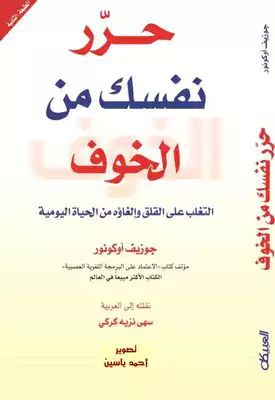 الطبعة الثانية
حرّر
نفسك من
الخوف
التغلب على القلق وإلغاؤه من الحياة اليومية
جوزيف أوكونور
مؤلف كتاب «الاعتماد على البرمجة اللغوية العصبية»
الكتاب الأكثر مبيعاً في العالم
نقلته إلى العربية
سهى نزيه كركي
تصوير
أحمد ياسين
جوزيف أوكونور
حرّر نفسك من الخوف
العبيكان